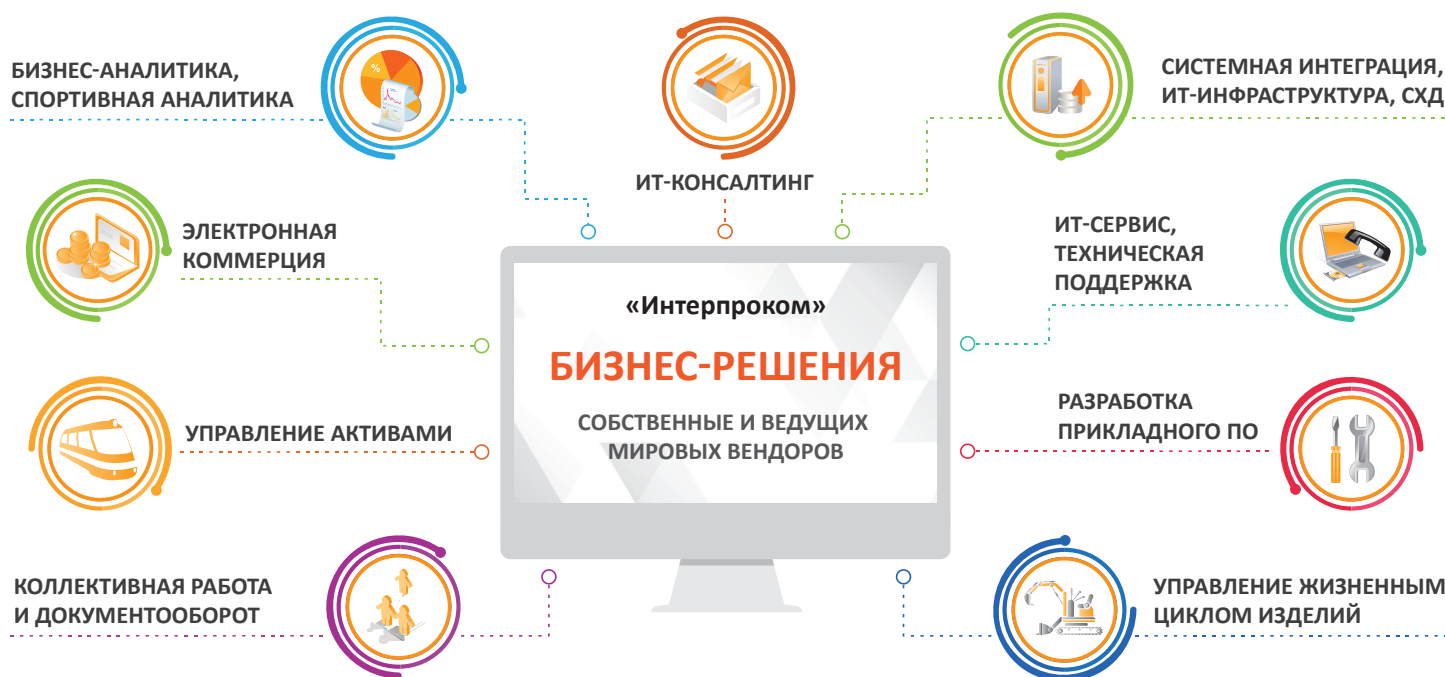 БИЗНЕС-АНАЛИТИКА,
СПОРТИВНАЯ АНАЛИТИКА
%
ИТ-КОНСАЛТИНГ
СИСТЕМНАЯ ИНТЕГРАЦИЯ,
ИТ-ИНФРАСТРУКТУРА, СХД
ЭЛЕКТРОННАЯ
КОММЕРЦИЯ
ИТ-СЕРВИС,
ТЕХНИЧЕСКАЯ
ПОДДЕРЖКА
«Интерпроком»
БИЗНЕС-РЕШЕНИЯ
СОБСТВЕННЫЕ И ВЕДУЩИХ
МИРОВЫХ ВЕНДОРОВ
УПРАВЛЕНИЕ АКТИВАМИ
РАЗРАБОТКА
ПРИКЛАДНОГО ПО
КОЛЛЕКТИВНАЯ РАБОТА
И ДОКУМЕНТООБОРОТ
УПРАВЛЕНИЕ ЖИЗНЕННЫМ
ЦИКЛОМ ИЗДЕЛИЙ